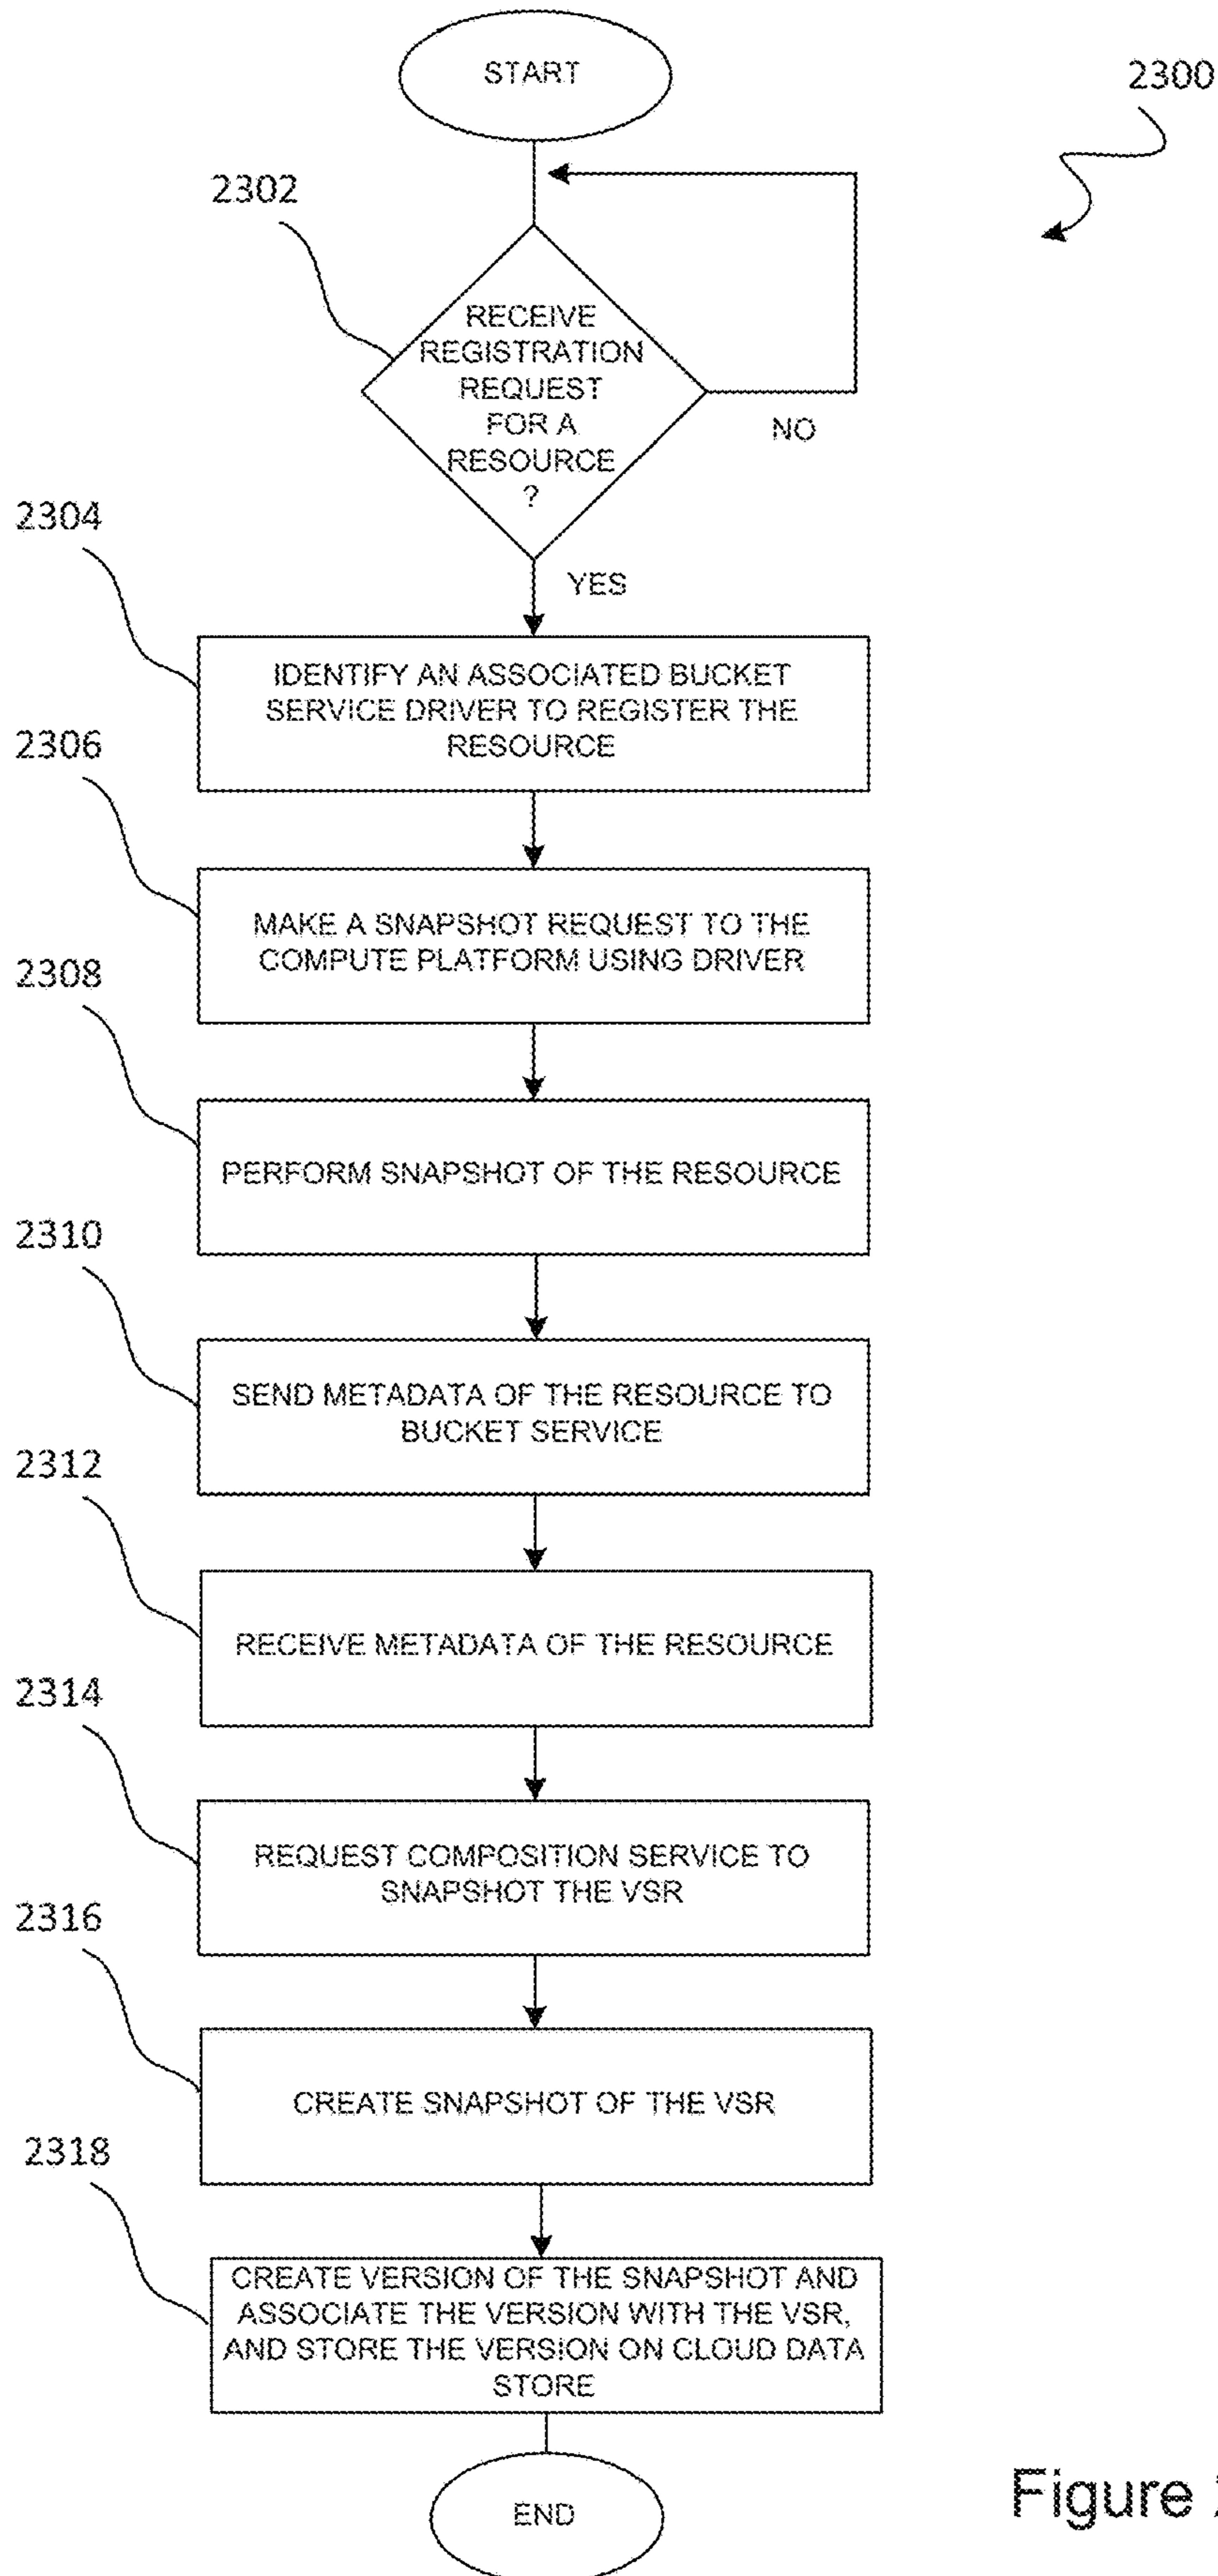 START
2300
2302
RECEIVE
REGISTRATION
REQUEST
FOR A
RESOURCE
?
NO
YES
2304
IDENTIFY AN ASSOCIATED BUCKET
SERVICE DRIVER TO REGISTER THE
RESOURCE
2306
MAKE A SNAPSHOT REQUEST TO THE
COMPUTE PLATFORM USING DRIVER
2308
PERFORM SNAPSHOT OF THE RESOURCE
2310
SEND METADATA OF THE RESOURCE TO
BUCKET SERVICE
2312
RECEIVE METADATA OF THE RESOURCE
2314
REQUEST COMPOSITION SERVICE TO
SNAPSHOT THE VSR
2316
CREATE SNAPSHOT OF THE VSR
2318
CREATE VERSION OF THE SNAPSHOT AND
ASSOCIATE THE VERSION WITH THE VSR,
AND STORE THE VERSION ON CLOUD DATA
STORE
END
Figure